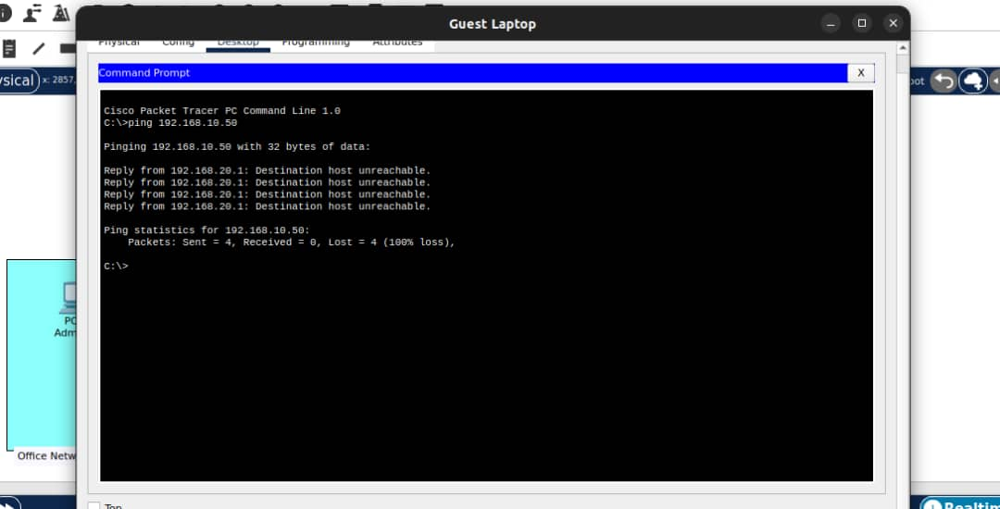 Guest Laptop
Physical Config Desktop Programming Attributes
Command Prompt
X
x: 2857,
Cisco Packet Tracer PC Command Line 1.0
C:\>ping 192.168.10.50
Pinging 192.168.10.50 with 32 bytes of data:
Reply from 192.168.20.1: Destination host unreachable.
Reply from 192.168.20.1: Destination host unreachable.
Reply from 192.168.20.1: Destination host unreachable.
Reply from 192.168.20.1: Destination host unreachable.
Ping statistics for 192.168.10.50:
Packets: Sent = 4, Received = 0, Lost = 4 (100% loss),
C:\>
PC
Adm
Office Netw
Top
Realtim